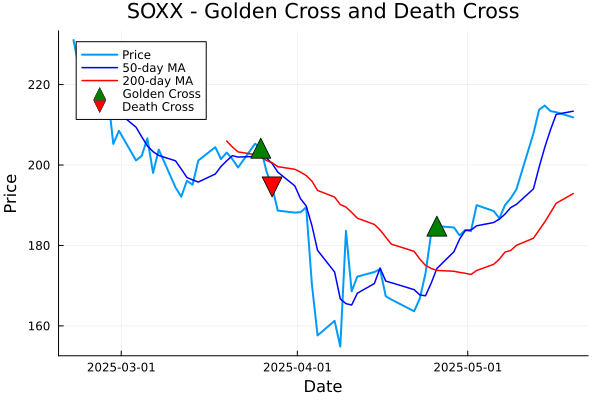 SOXX - Golden Cross and Death Cross
Price
50-day MA
200-day MA
Golden Cross
Death Cross
220
200
180
160
Price
2025-03-01
2025-04-01
2025-05-01
Date